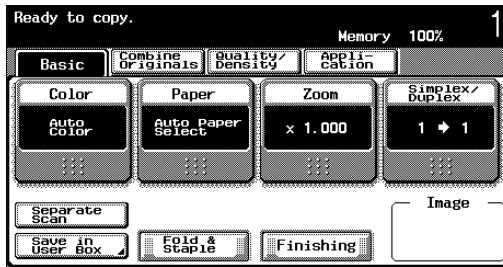 Ready to copy.
Memory 100% 1
Basic
Combine
Originals
Quality/
Density
Appli-
cation
Color
Auto
Color
Paper
Auto Paper
Select
Zoom
x 1.000
Simplex/
Duplex
1 ➔ 1
Separate
Scan
Save in
User Box
Fold &
Staple
Finishing
Image